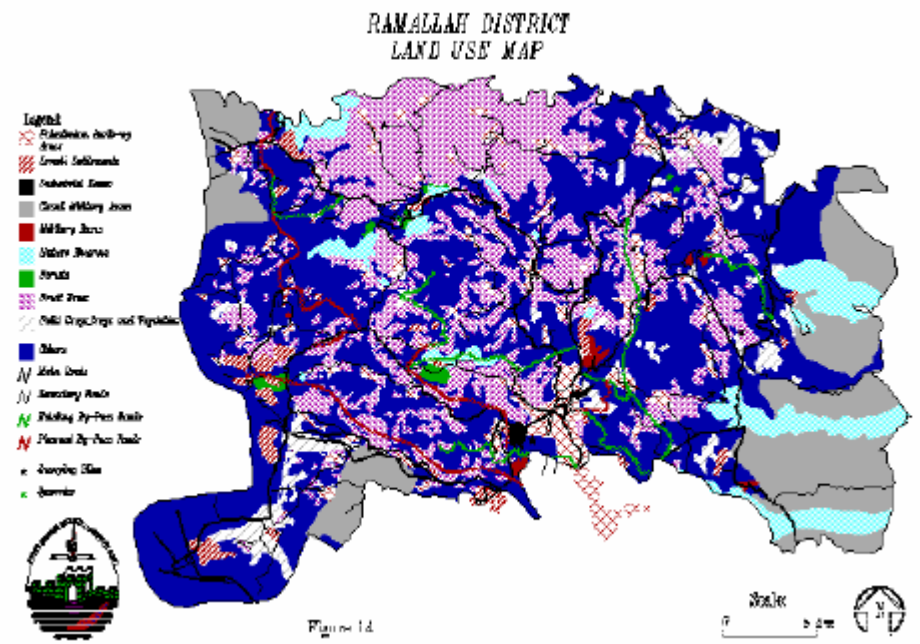 RAMALLAH DISTRICT
LAND USE MAP
Legend:
Palestinian Built-up
Areas
Israeli Settlements
Industrial Zones
Closed Military Areas
Military Bases
Nature Reserves
Forests
Fruit Trees
Field Crops
and Vegetables
Others
Main Roads
Secondary Roads
Existing By-Pass Roads
Planned By-Pass Roads
Dumping Sites
Quarries
Figure 14
Scale:
5 km
N